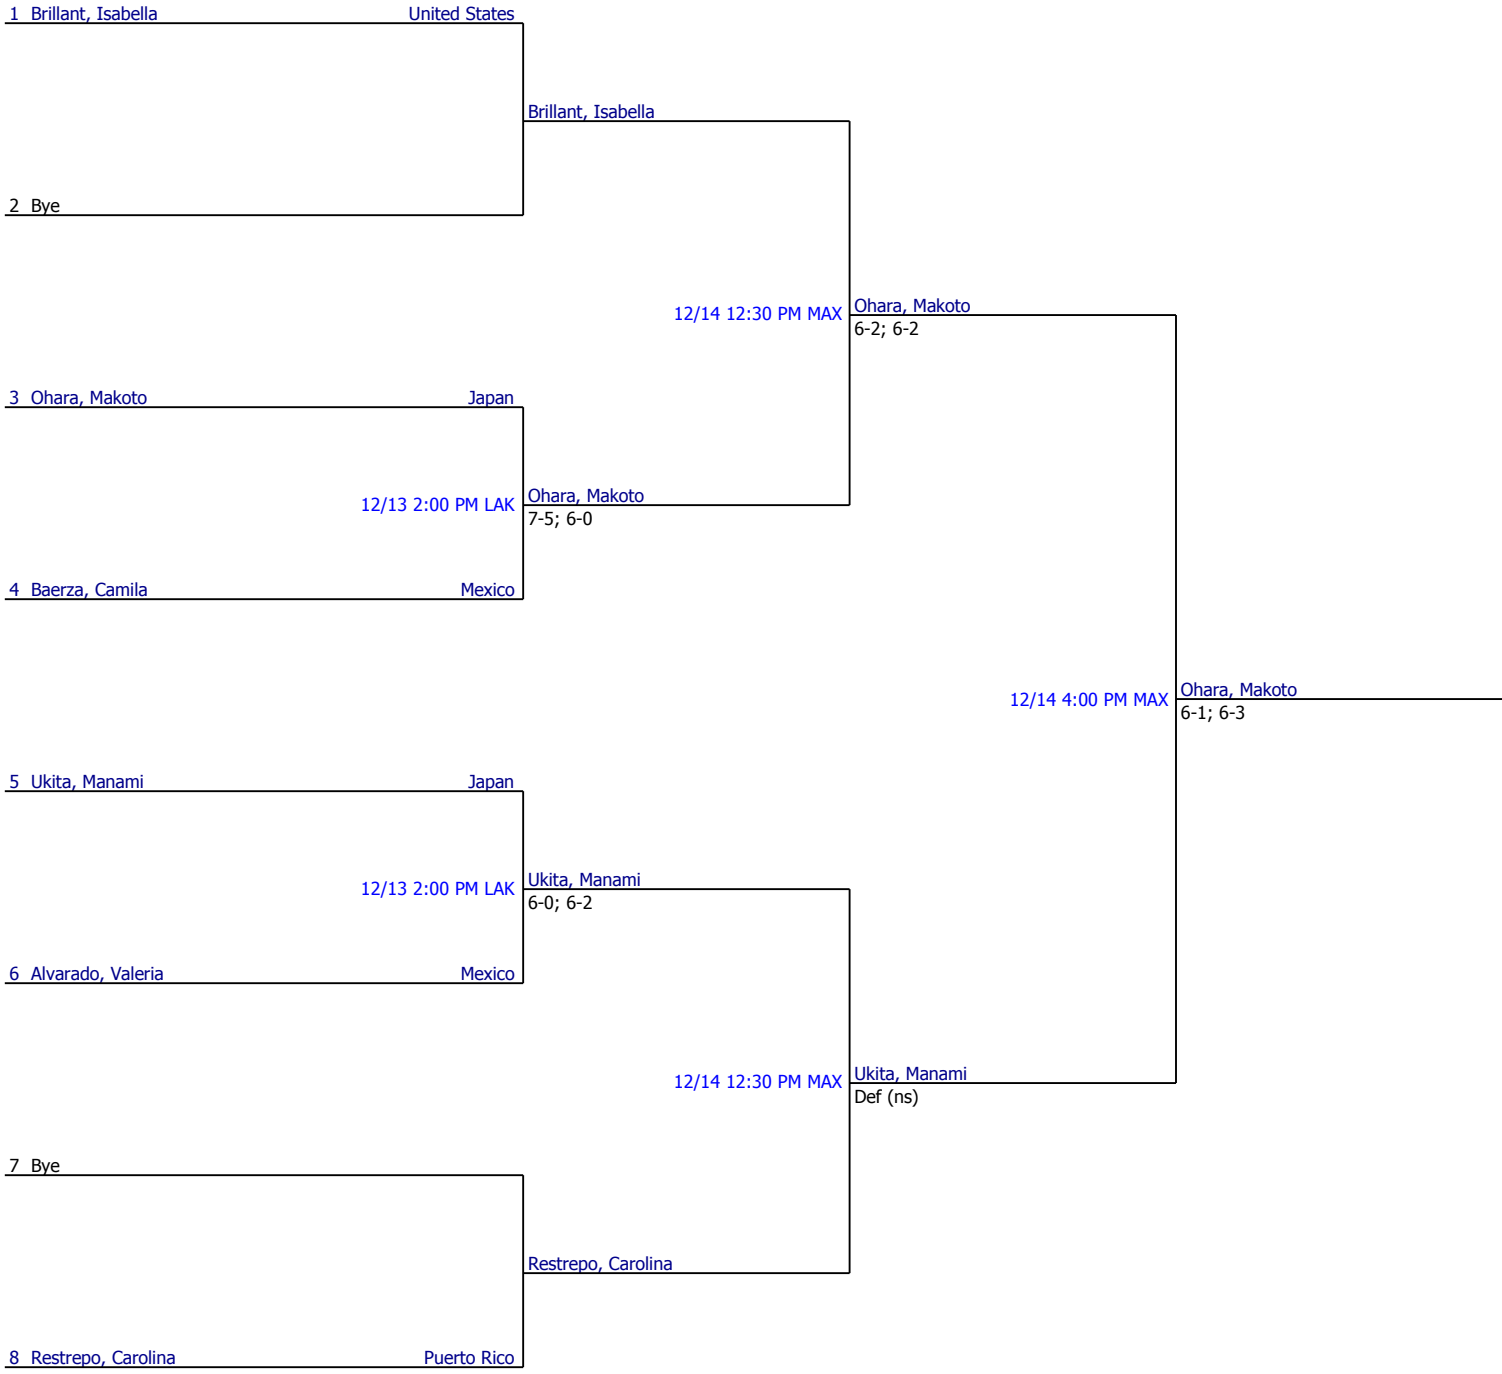 1 Brillant, Isabella United States
Brillant, Isabella
2 Bye
12/14 12:30 PM MAX Ohara, Makoto
6-2; 6-2
3 Ohara, Makoto Japan
12/13 2:00 PM LAK Ohara, Makoto
7-5; 6-0
4 Baerza, Camila Mexico
12/14 4:00 PM MAX Ohara, Makoto
6-1; 6-3
5 Ukita, Manami Japan
12/13 2:00 PM LAK Ukita, Manami
6-0; 6-2
6 Alvarado, Valeria Mexico
12/14 12:30 PM MAX Ukita, Manami
Def (ns)
7 Bye
Restrepo, Carolina
8 Restrepo, Carolina Puerto Rico